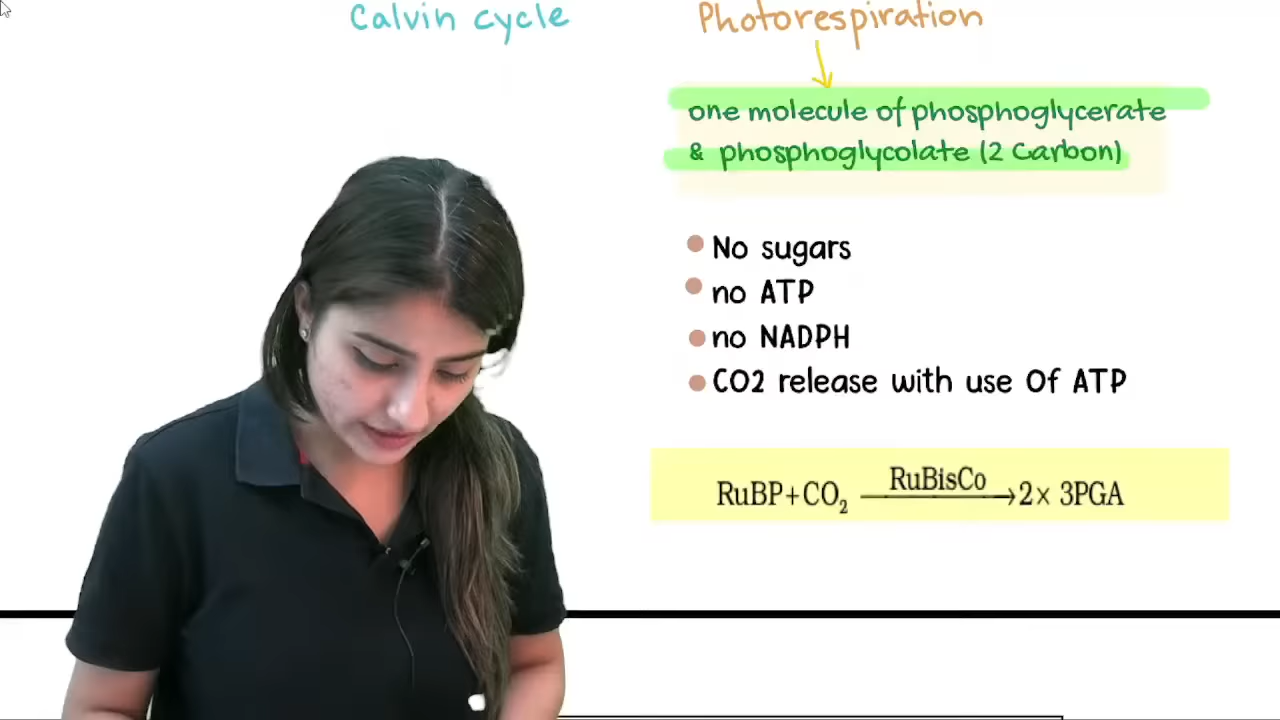 Calvin cycle
Photorespiration
one molecule of phosphoglycerate
& phosphoglycolate (2 Carbon)
No sugars
no ATP
no NADPH
CO2 release with use Of ATP
RuBP+CO₂ RuBisCo 2× 3PGA